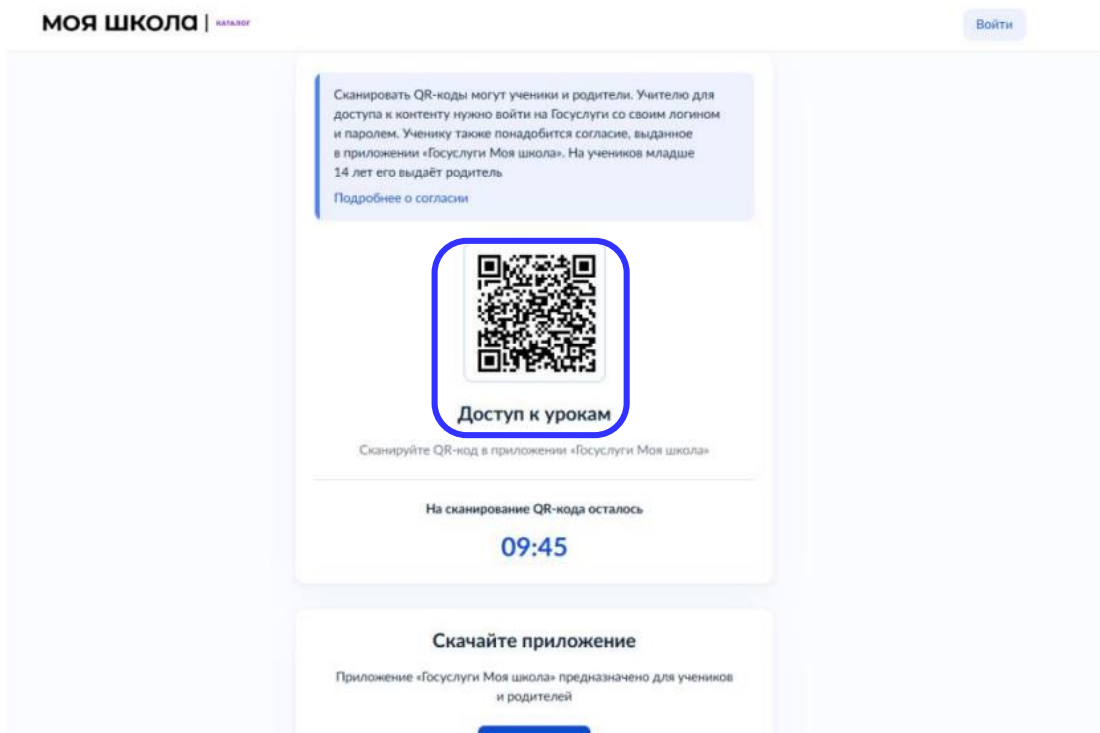 МОЯ ШКОЛА | КАТАЛОГ
Войти
Сканировать QR-коды могут ученики и родители. Учителю для
доступа к контенту нужно войти на Госуслуги со своим логином
и паролем. Ученику также понадобится согласие, выданное
в приложении «Госуслуги Моя школа». На учеников младше
14 лет его выдаёт родитель
Подробнее о согласии
Доступ к урокам
Сканируйте QR-код в приложении «Госуслуги Моя школа»
На сканирование QR-кода осталось
09:45
Скачайте приложение
Приложение «Госуслуги Моя школа» предназначено для учеников
и родителей